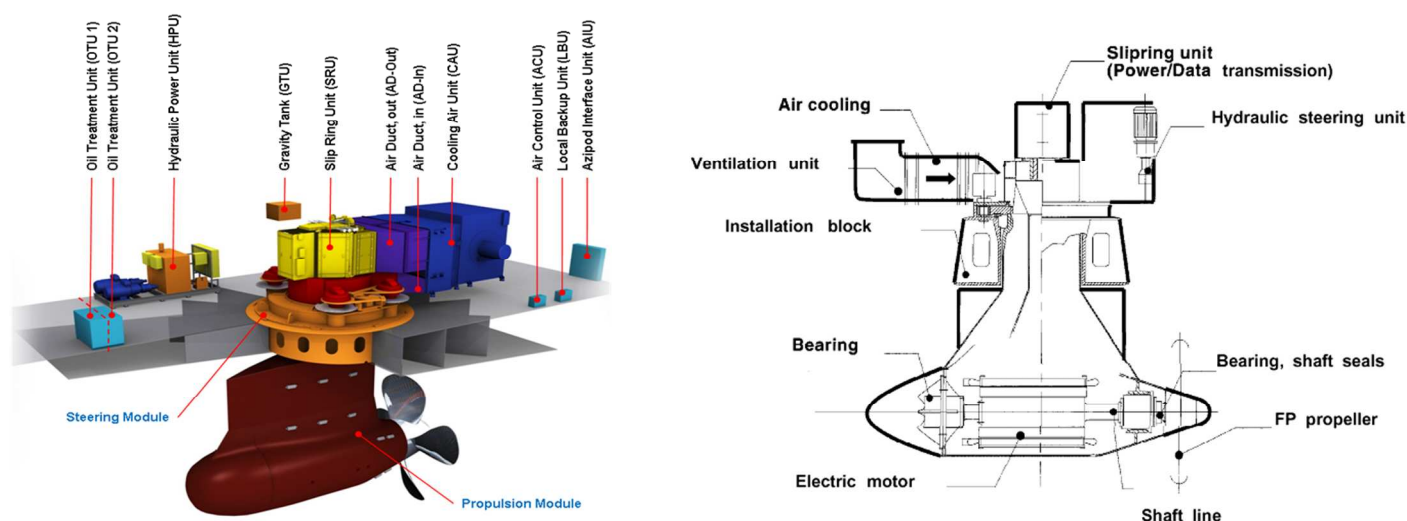 Oil Treatment Unit (OTU 1)
Oil Treatment Unit (OTU 2)
Hydraulic Power Unit (HPU)
Gravity Tank (GTU)
Slip Ring Unit (SRU)
Air Duct, out (AD-Out)
Air Duct, in (AD-In)
Cooling Air Unit (CAU)
Air Control Unit (ACU)
Local Backup Unit (LBU)
Azipod Interface Unit (AIU)
Steering Module
Propulsion Module
Slipring unit
(Power/Data transmission)
Air cooling
Hydraulic steering unit
Ventilation unit
Installation block
Bearing
Bearing, shaft seals
FP propeller
Electric motor
Shaft line